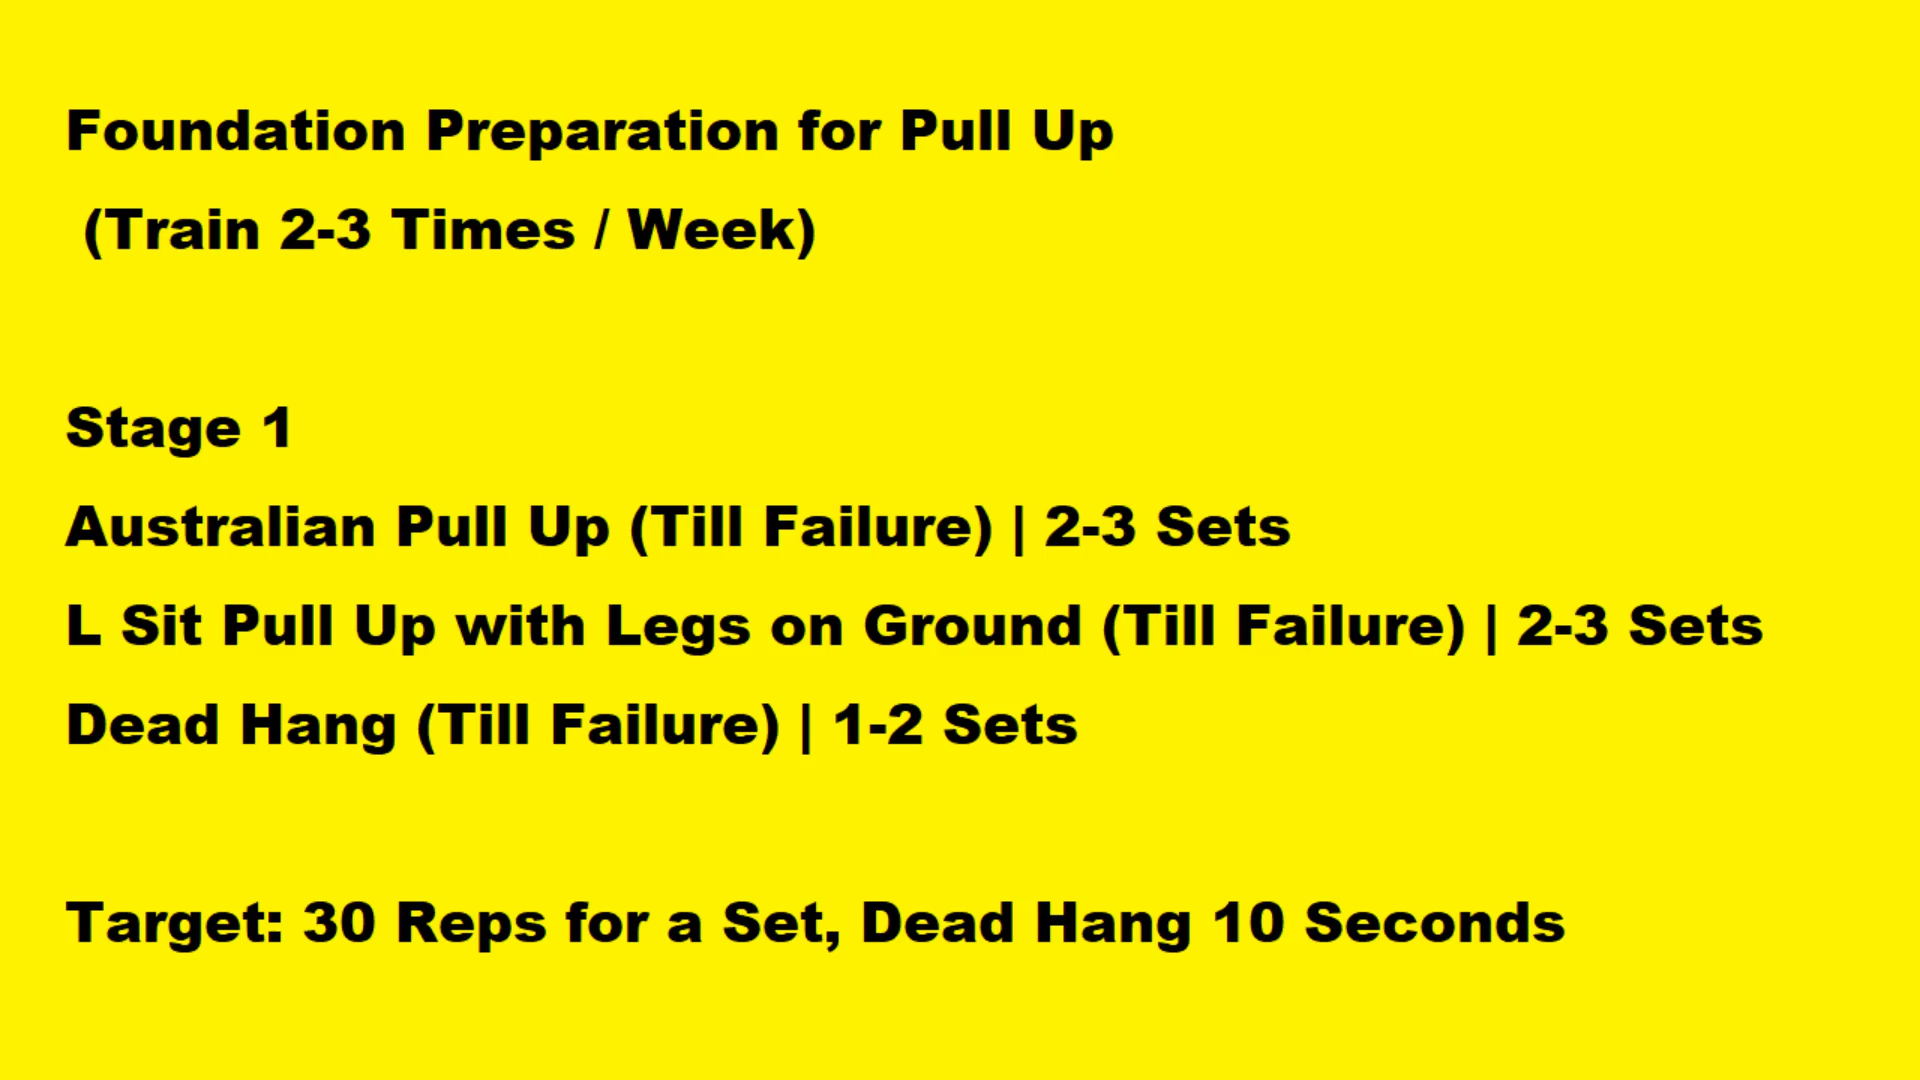 Foundation Preparation for Pull Up
(Train 2-3 Times / Week)
Stage 1
Australian Pull Up (Till Failure) | 2-3 Sets
L Sit Pull Up with Legs on Ground (Till Failure) | 2-3 Sets
Dead Hang (Till Failure) | 1-2 Sets
Target: 30 Reps for a Set, Dead Hang 10 Seconds